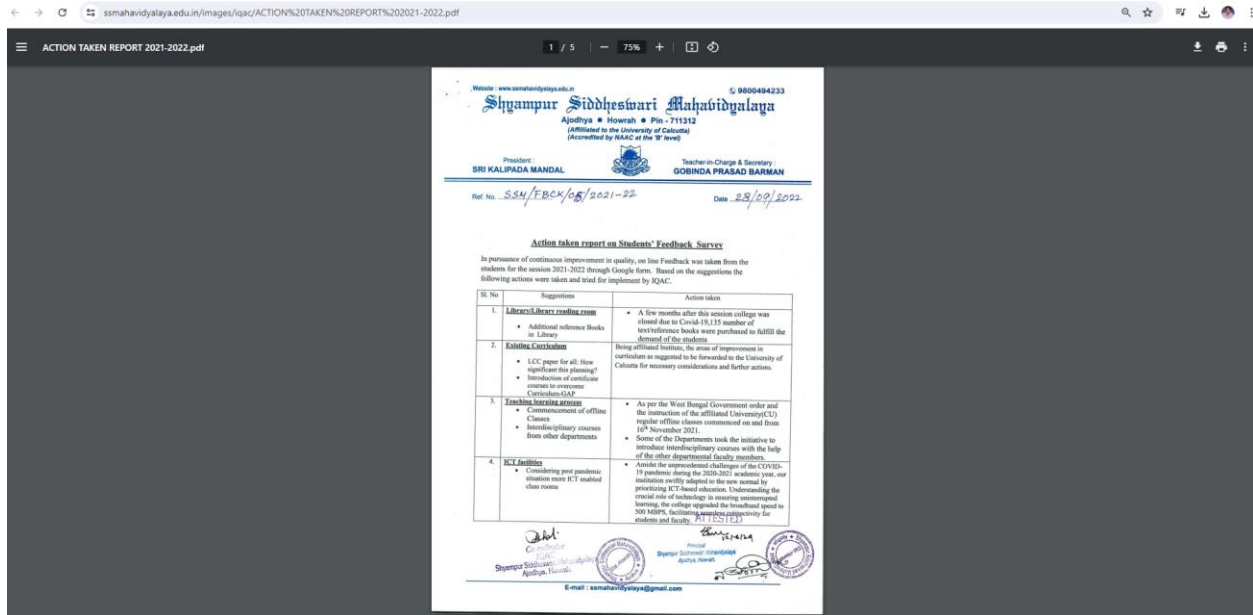 ssmahavidyalaya.edu.in/images/iqac/ACTION%20TAKEN%20REPORT%202021-2022.pdf
ACTION TAKEN REPORT 2021-2022.pdf
1 / 5
75%
Website : www.ssmahavidyalaya.edu.in
9800494233
Shyampur Siddheswari Mahavidyalaya
Ajodhya ● Howrah ● Pin - 711312
(Affiliated to the University of Calcutta)
(Accredited by NAAC at the 'B' level)
President :
SRI KALIPADA MANDAL
Teacher-in-Charge & Secretary :
GOBINDA PRASAD BARMAN
Ref. No. SSM/FBCK/05/2021-22
Date 28/09/2022
Action taken report on Students' Feedback Survey
In pursuance of continuous improvement in quality, on line Feedback was taken from the
students for the session 2021-2022 through Google form. Based on the suggestions the
following actions were taken and tried for implement by IQAC.
Sl. No Suggestions Action taken
1. Library/Library reading room
• Additional reference Books
in Library
• A few months after this session college was
closed due to Covid-19,135 number of
text/reference books were purchased to fulfill the
demand of the students
2. Existing Curriculum
• LCC paper for all: How
significant this planning?
• Introduction of certificate
courses to overcome
Curriculum-GAP
Being affiliated Institute, the areas of improvement in
curriculum as suggested to be forwarded to the University of
Calcutta for necessary considerations and further actions.
3. Teaching learning process
• Commencement of offline
Classes
• Interdisciplinary courses
from other departments
• As per the West Bengal Government order and
the instruction of the affiliated University(CU)
regular offline classes commenced on and from
16th November 2021.
• Some of the Departments took the initiative to
introduce interdisciplinary courses with the help
of the other departmental faculty members.
4. ICT facilities
• Considering post pandemic
situation more ICT enabled
class rooms
• Amidst the unprecedented challenges of the COVID-
19 pandemic during the 2020-2021 academic year, our
institution swiftly adapted to the new normal by
prioritizing ICT-based education. Understanding the
crucial role of technology in ensuring uninterrupted
learning, the college upgraded the broadband speed to
500 MBPS, facilitating seamless connectivity for
students and faculty.
ATTESTED
Co-ordinator
IQAC
Shyampur Siddheswari Mahavidyalaya
Ajodhya, Howrah
Principal
Shyampur Siddheswari Mahavidyalaya
Ajodhya, Howrah
E-mail : ssmahavidyalaya@gmail.com